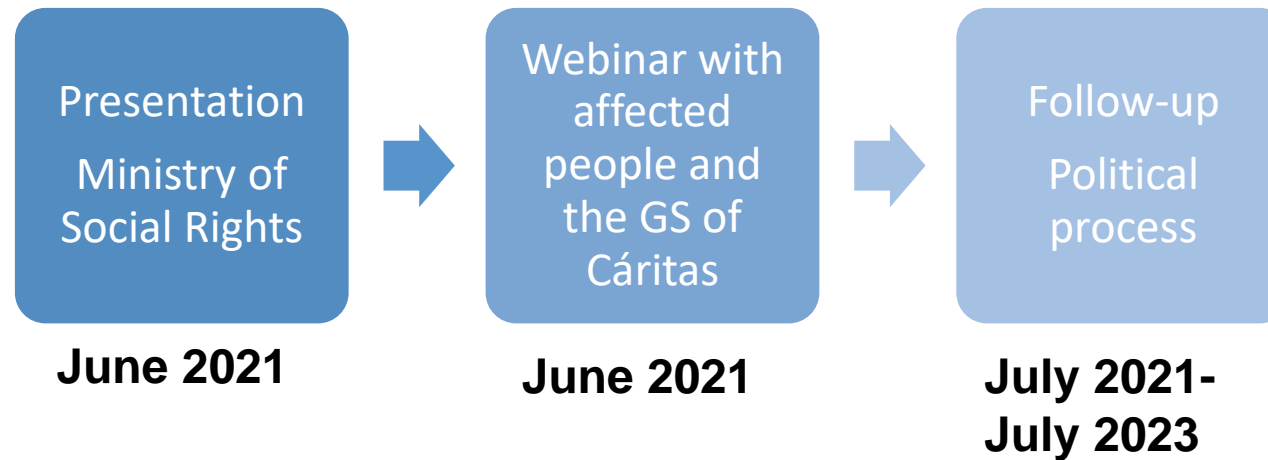 Presentation
Ministry of
Social Rights
June 2021
Webinar with
affected
people and
the GS of
Cáritas
June 2021
Follow-up
Political
process
July 2021-
July 2023